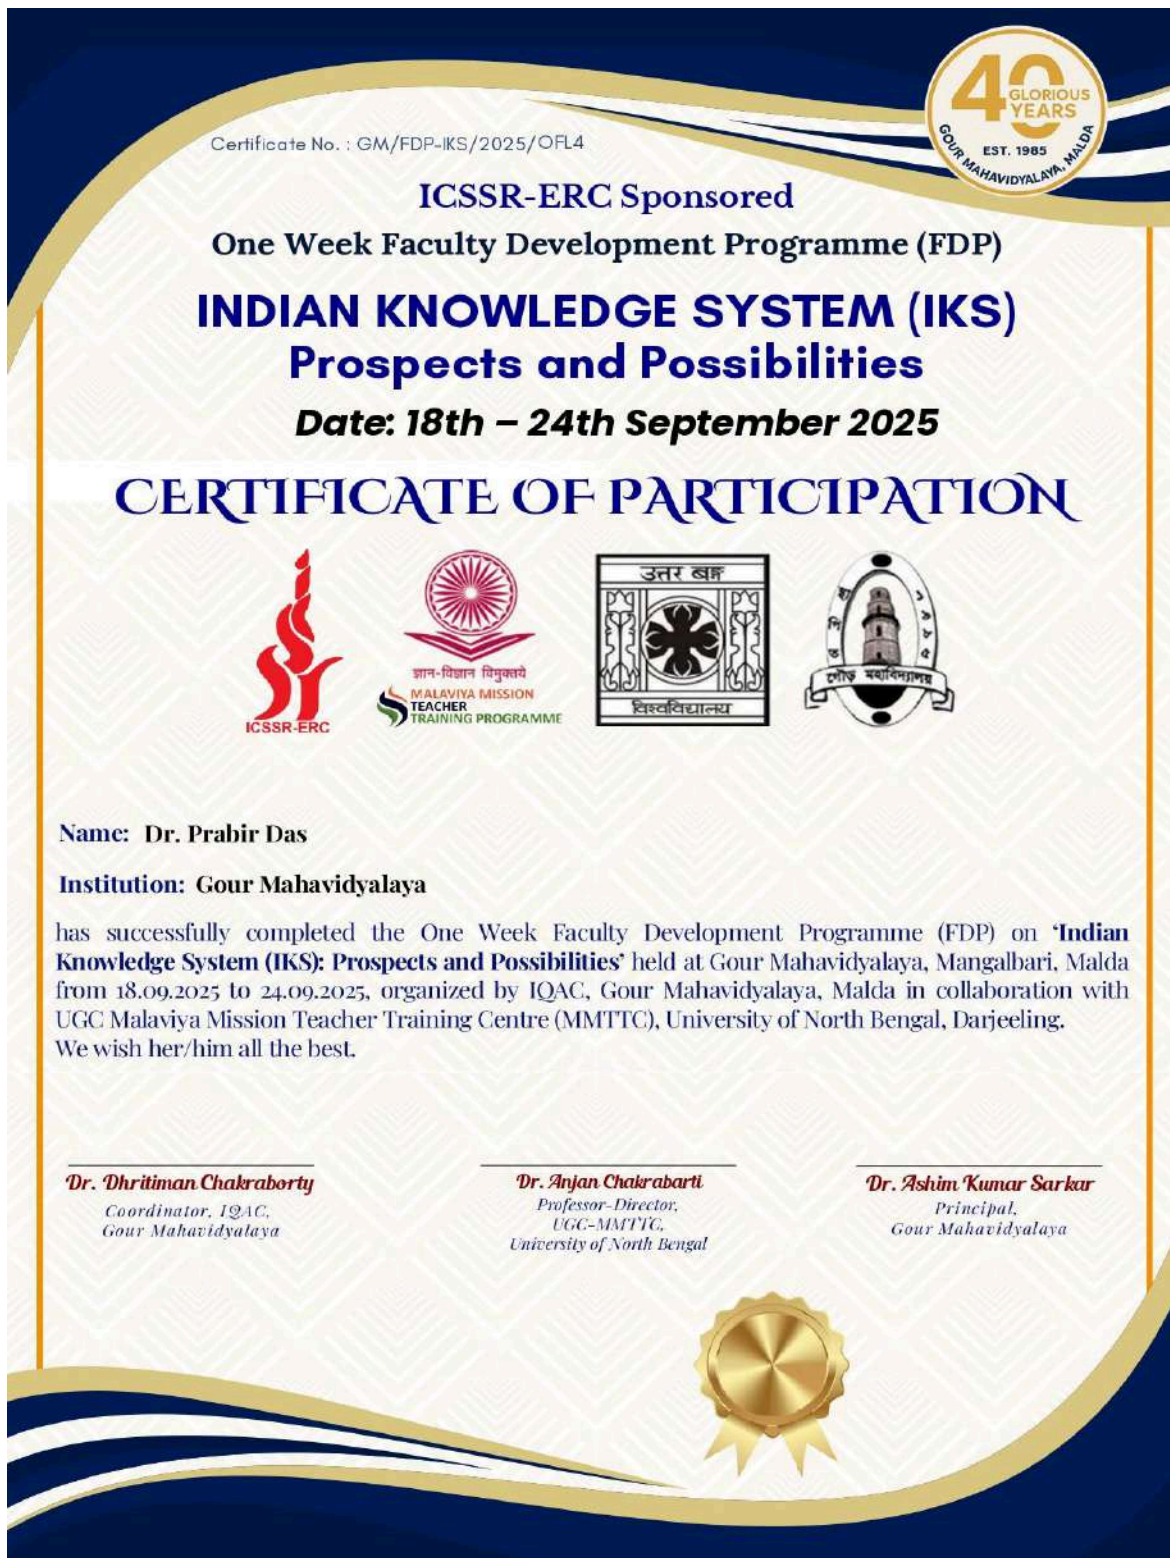 40
GLORIOUS
YEARS
EST. 1985
GOUR MAHAVIDYALAYA, MALDA
Certificate No. : GM/FDP-IKS/2025/OFL4
ICSSR-ERC Sponsored
One Week Faculty Development Programme (FDP)
INDIAN KNOWLEDGE SYSTEM (IKS)
Prospects and Possibilities
Date: 18th – 24th September 2025
CERTIFICATE OF PARTICIPATION
ICSSR-ERC
ज्ञान-विज्ञान विमुक्तये
MALAVIYA MISSION
TEACHER
TRAINING PROGRAMME
उत्तर बङ्ग
विश्वविद्यालय
গৌড় মহাবিদ্যালয়
Name: Dr. Prabir Das
Institution: Gour Mahavidyalaya
has successfully completed the One Week Faculty Development Programme (FDP) on ‘Indian
Knowledge System (IKS): Prospects and Possibilities’ held at Gour Mahavidyalaya, Mangalbari, Malda
from 18.09.2025 to 24.09.2025, organized by IQAC, Gour Mahavidyalaya, Malda in collaboration with
UGC Malaviya Mission Teacher Training Centre (MMTTC), University of North Bengal, Darjeeling.
We wish her/him all the best.
Dr. Dhritiman Chakraborty
Coordinator, IQAC,
Gour Mahavidyalaya
Dr. Anjan Chakrabarti
Professor-Director,
UGC-MMTTC,
University of North Bengal
Dr. Ashim Kumar Sarkar
Principal,
Gour Mahavidyalaya